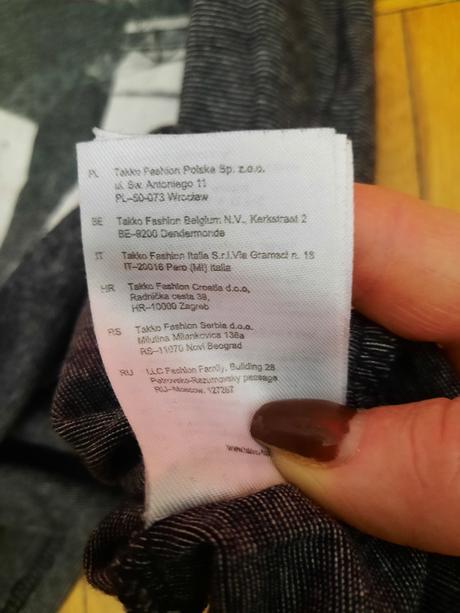 PL Takko Fashion Polska Sp. z.o.o.
ul. Św. Antoniego 11
PL-50-073 Wrocław
BE Takko Fashion Belgium N.V., Kerkstraat 2
BE-9200 Dendermonde
IT Takko Fashion Italia S.r.l. Via Gramsci n. 18
IT-20016 Pero (MI) Italia
HR Takko Fashion Croatia d.o.o,
Radnička cesta 39,
HR-10000 Zagreb
RS Takko Fashion Serbia d.o.o.
Milutina Milankovica 136a
RS-11070 Novi Beograd
RU LLC Fashion Family, Building 28
Petrovsko-Razumovsky passage
RU-Moscow, 127287